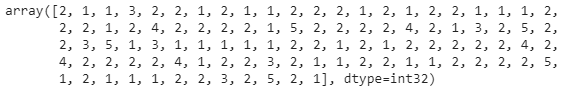 array([2, 1, 1, 3, 2, 2, 1, 2, 1, 1, 2, 2, 2, 1, 2, 1, 2, 2, 1, 1, 1, 2,
2, 2, 1, 2, 4, 2, 2, 2, 2, 1, 5, 2, 2, 2, 2, 4, 2, 1, 3, 2, 5, 2,
2, 3, 5, 1, 3, 1, 1, 1, 1, 1, 2, 2, 1, 2, 1, 2, 2, 2, 2, 2, 4, 2,
4, 2, 2, 2, 2, 4, 1, 2, 2, 3, 2, 1, 1, 2, 2, 1, 1, 2, 2, 2, 2, 5,
1, 2, 1, 1, 1, 2, 2, 3, 2, 5, 2, 1], dtype=int32)